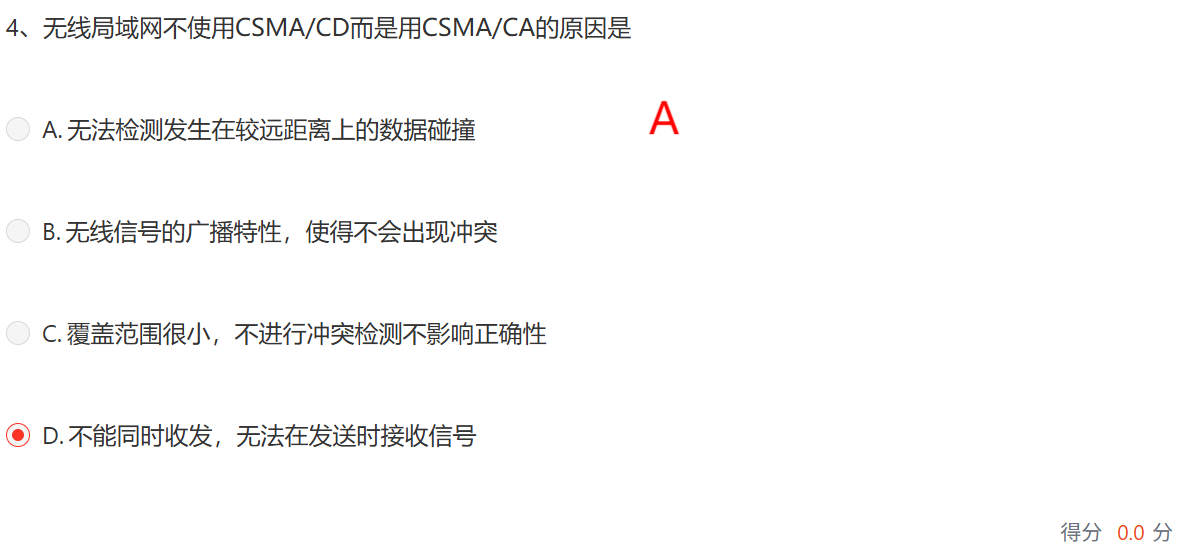 4、无线局域网不使用CSMA/CD而是用CSMA/CA的原因是
A. 无法检测发生在较远距离上的数据碰撞
A
B. 无线信号的广播特性，使得不会出现冲突
C. 覆盖范围很小，不进行冲突检测不影响正确性
D. 不能同时收发，无法在发送时接收信号
得分 0.0 分